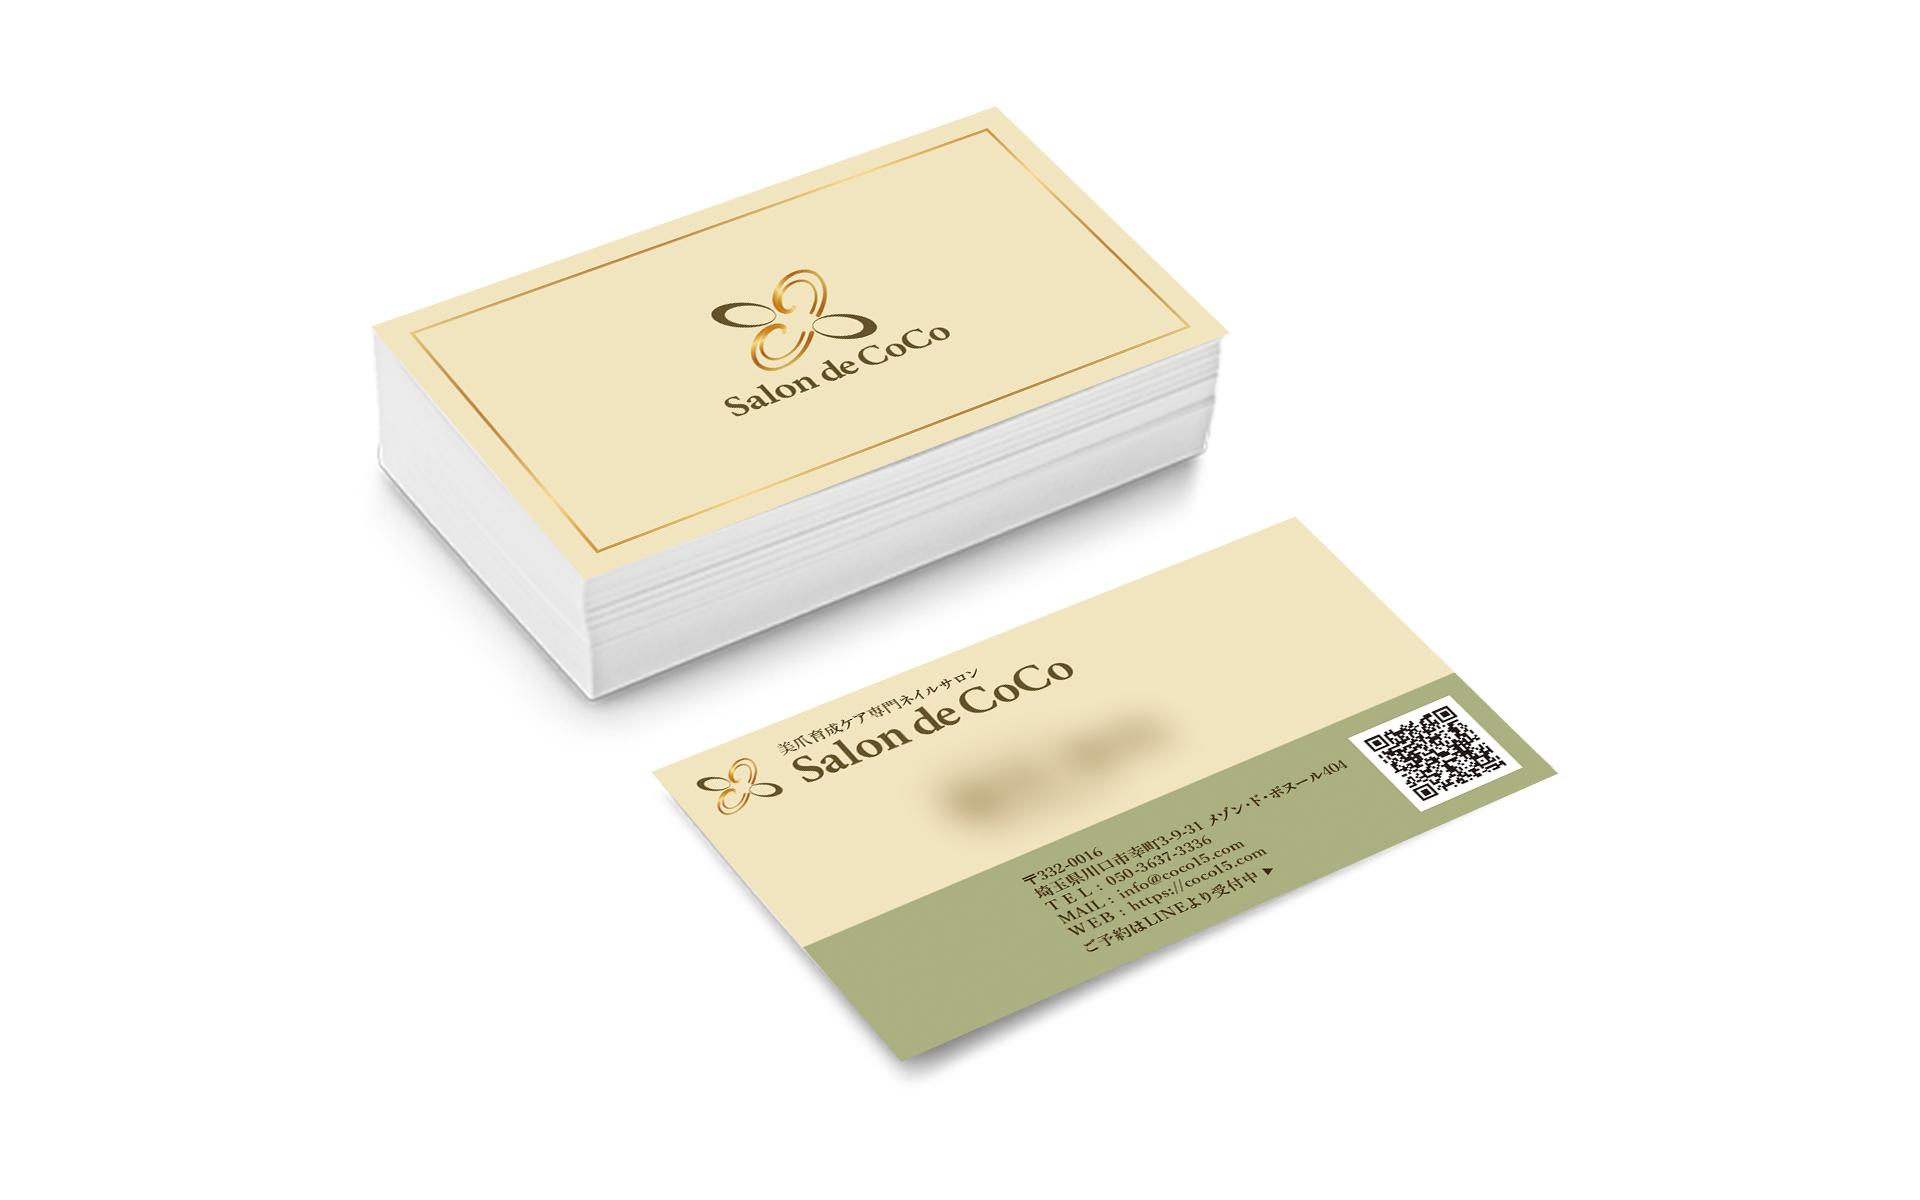 Salon de CoCo
美爪育成ケア専門ネイルサロン
Salon de CoCo
〒332-0016
埼玉県川口市幸町3-9-31 メゾン・ド・ボヌール404
TEL：050-3637-3336
MAIL：info@coco15.com
WEB：https://coco15.com
ご予約はLINEより受付中 ▶